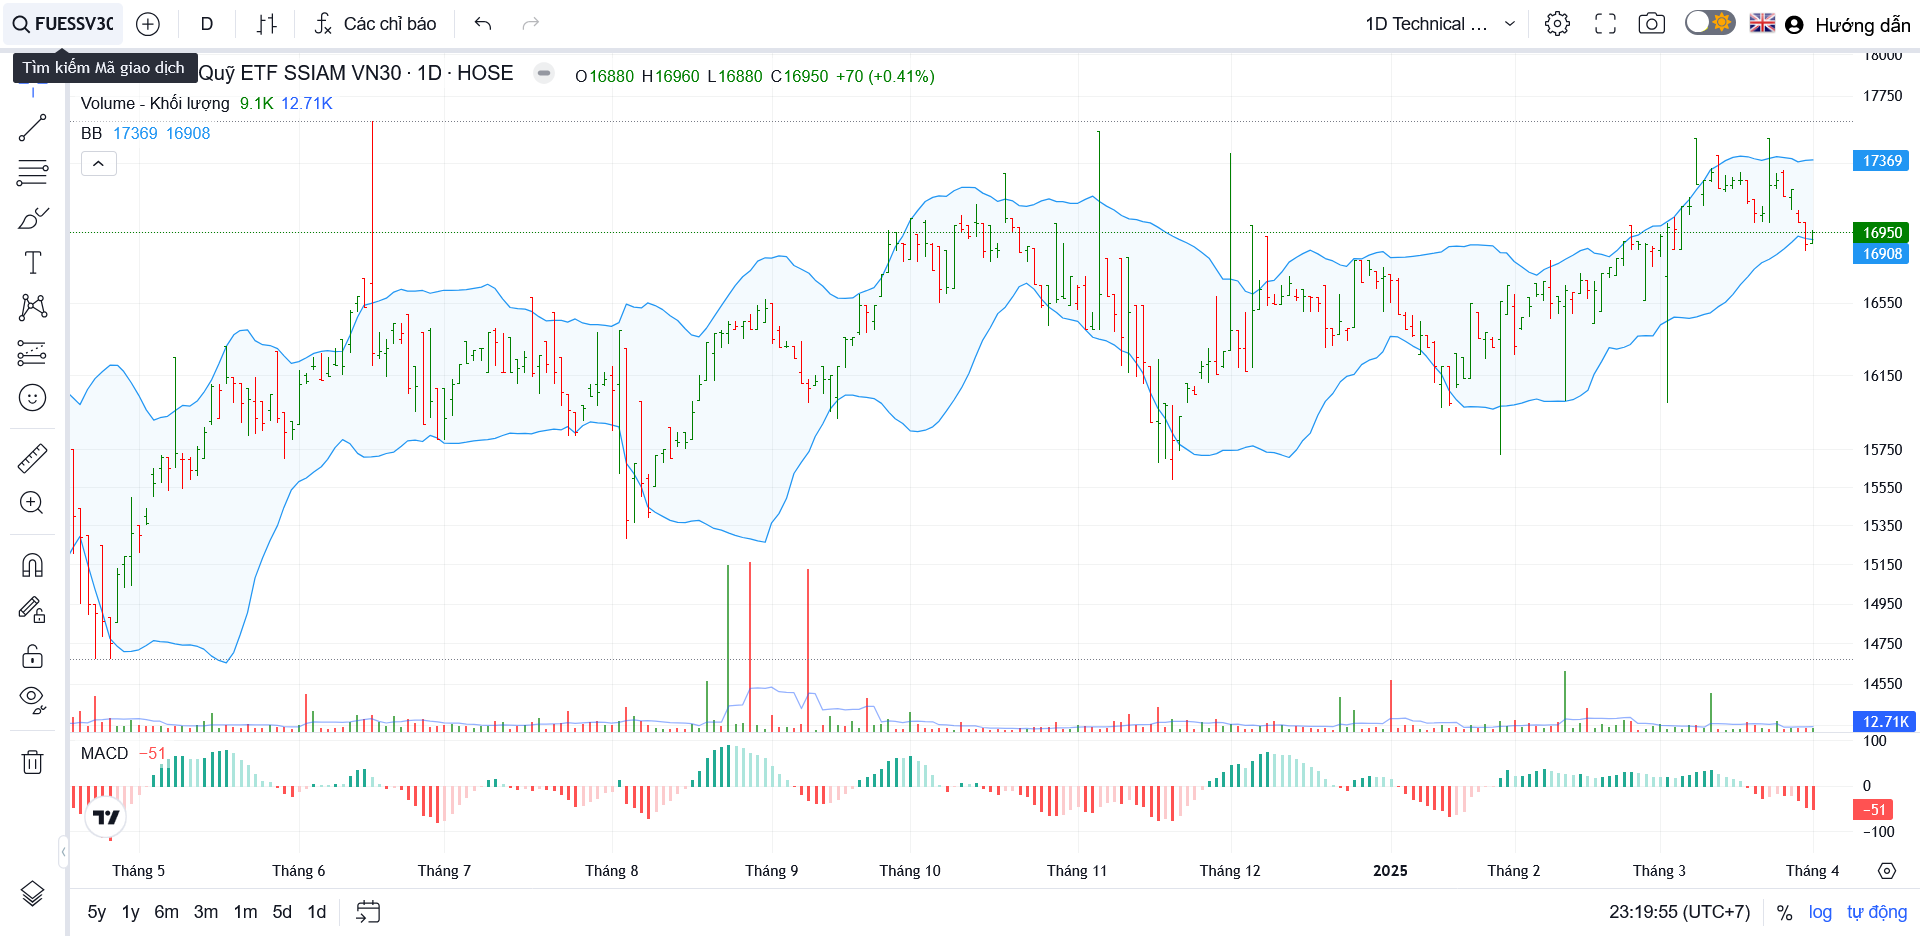 FUESSV30 D Các chỉ báo 1D Technical ... Hướng dẫn
Tìm kiếm Mã giao dịch
Quỹ ETF SSIAM VN30 · 1D · HOSE O16880 H16960 L16880 C16950 +70 (+0.41%)
Volume - Khối lượng 9.1K 12.71K
BB 17369 16908
18000
17750
17369
16950
16908
16550
16150
15750
15550
15350
15150
14950
14750
14550
12.71K
MACD −51
100
0
−51
−100
Tháng 5 Tháng 6 Tháng 7 Tháng 8 Tháng 9 Tháng 10 Tháng 11 Tháng 12 2025 Tháng 2 Tháng 3 Tháng 4
5y 1y 6m 3m 1m 5d 1d 23:19:55 (UTC+7) % log tự động